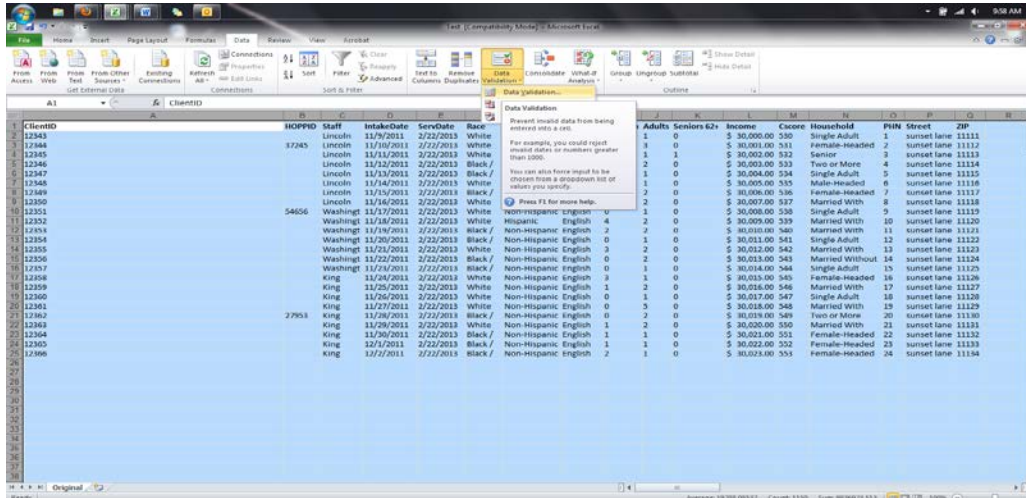 9:58 AM
Test [Compatibility Mode] - Microsoft Excel
File Home Insert Page Layout Formulas Data Review View Acrobat
From Access From Web From Text From Other Sources Existing Connections Refresh All Connections Properties Edit Links Sort Filter Clear Reapply Advanced Text to Columns Remove Duplicates Data Validation Consolidate What-If Analysis Group Ungroup Subtotal Show Detail Hide Detail
Get External Data Connections Sort & Filter Outline
Data Validation...
A1 fx ClientID
Data Validation
Prevent invalid data from being entered into a cell.
For example, you could reject invalid dates or numbers greater than 1000.
You can also force input to be chosen from a dropdown list of values you specify.
Press F1 for more help.
ClientID HOPPID Staff IntakeDate ServDate Race Adults Seniors 62+ Income Cscore Household PHN Street ZIP
12343 Lincoln 11/9/2011 2/22/2013 White 1 0 $ 30,000.00 530 Single Adult 1 sunset lane 11111
12344 37245 Lincoln 11/10/2011 2/22/2013 White 3 0 $ 30,001.00 531 Female-Headed 2 sunset lane 11112
12345 Lincoln 11/11/2011 2/22/2013 White 1 1 $ 30,002.00 532 Senior 3 sunset lane 11113
12346 Lincoln 11/12/2011 2/22/2013 Black / 2 0 $ 30,003.00 533 Two or More 4 sunset lane 11114
12347 Lincoln 11/13/2011 2/22/2013 Black / 1 0 $ 30,004.00 534 Single Adult 5 sunset lane 11115
12348 Lincoln 11/14/2011 2/22/2013 White 1 0 $ 30,005.00 535 Male-Headed 6 sunset lane 11116
12349 Lincoln 11/15/2011 2/22/2013 Black / 2 0 $ 30,006.00 536 Female-Headed 7 sunset lane 11117
12350 Lincoln 11/16/2011 2/22/2013 White 2 0 $ 30,007.00 537 Married With 8 sunset lane 11118
12351 54656 Washingt 11/17/2011 2/22/2013 White Non-Hispanic English 0 1 0 $ 30,008.00 538 Single Adult 9 sunset lane 11119
12352 Washingt 11/18/2011 2/22/2013 White Hispanic English 4 2 0 $ 30,009.00 539 Married With 10 sunset lane 11120
12353 Washingt 11/19/2011 2/22/2013 Black / Non-Hispanic English 2 2 0 $ 30,010.00 540 Married With 11 sunset lane 11121
12354 Washingt 11/20/2011 2/22/2013 Black / Non-Hispanic English 0 1 0 $ 30,011.00 541 Single Adult 12 sunset lane 11122
12355 Washingt 11/21/2011 2/22/2013 White Non-Hispanic English 2 2 0 $ 30,012.00 542 Married With 13 sunset lane 11123
12356 Washingt 11/22/2011 2/22/2013 Black / Non-Hispanic English 0 2 0 $ 30,013.00 543 Married Without 14 sunset lane 11124
12357 Washingt 11/23/2011 2/22/2013 Black / Non-Hispanic English 0 1 0 $ 30,014.00 544 Single Adult 15 sunset lane 11125
12358 King 11/24/2011 2/22/2013 White Non-Hispanic English 3 1 0 $ 30,015.00 545 Female-Headed 16 sunset lane 11126
12359 King 11/25/2011 2/22/2013 White Non-Hispanic English 1 2 0 $ 30,016.00 546 Married With 17 sunset lane 11127
12360 King 11/26/2011 2/22/2013 White Non-Hispanic English 0 1 0 $ 30,017.00 547 Single Adult 18 sunset lane 11128
12361 King 11/27/2011 2/22/2013 White Non-Hispanic English 0 5 0 $ 30,018.00 548 Married With 19 sunset lane 11129
12362 27953 King 11/28/2011 2/22/2013 Black / Non-Hispanic English 0 2 0 $ 30,019.00 549 Two or More 20 sunset lane 11130
12363 King 11/29/2011 2/22/2013 White Non-Hispanic English 1 2 0 $ 30,020.00 550 Married With 21 sunset lane 11131
12364 King 11/30/2011 2/22/2013 Black / Non-Hispanic English 1 1 0 $ 30,021.00 551 Female-Headed 22 sunset lane 11132
12365 King 12/1/2011 2/22/2013 Black / Non-Hispanic English 1 1 0 $ 30,022.00 552 Female-Headed 23 sunset lane 11133
12366 King 12/2/2011 2/22/2013 Black / Non-Hispanic English 2 1 0 $ 30,023.00 553 Female-Headed 24 sunset lane 11134
Original
Ready 100%